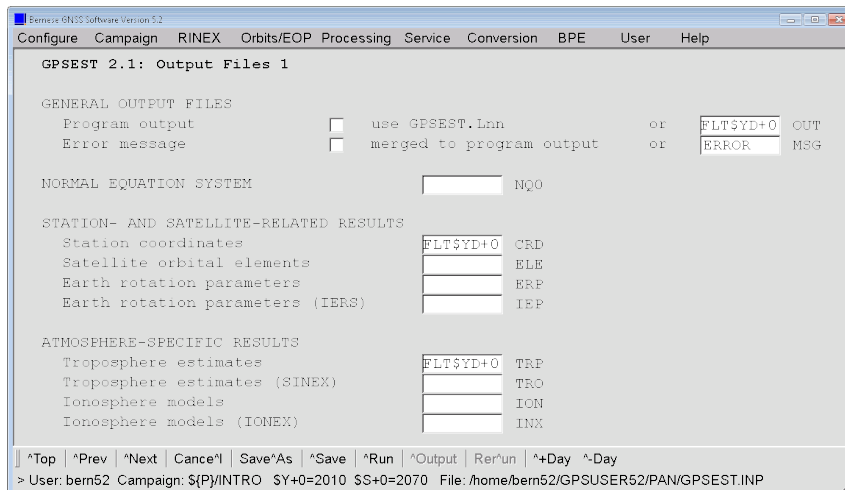 Bernese GNSS Software Version 5.2
Configure Campaign RINEX Orbits/EOP Processing Service Conversion BPE User Help
GPSEST 2.1: Output Files 1
GENERAL OUTPUT FILES
Program output use GPSEST.Lnn or FLT$YD+0 OUT
Error message merged to program output or ERROR MSG
NORMAL EQUATION SYSTEM NQ0
STATION- AND SATELLITE-RELATED RESULTS
Station coordinates FLT$YD+0 CRD
Satellite orbital elements ELE
Earth rotation parameters ERP
Earth rotation parameters (IERS) IEP
ATMOSPHERE-SPECIFIC RESULTS
Troposphere estimates FLT$YD+0 TRP
Troposphere estimates (SINEX) TRO
Ionosphere models ION
Ionosphere models (IONEX) INX
^Top ^Prev ^Next Cance^l Save^As ^Save ^Run ^Output Rer^un ^+Day ^-Day
> User: bern52 Campaign: ${P}/INTRO $Y+0=2010 $S+0=2070 File: /home/bern52/GPSUSER52/PAN/GPSEST.INP